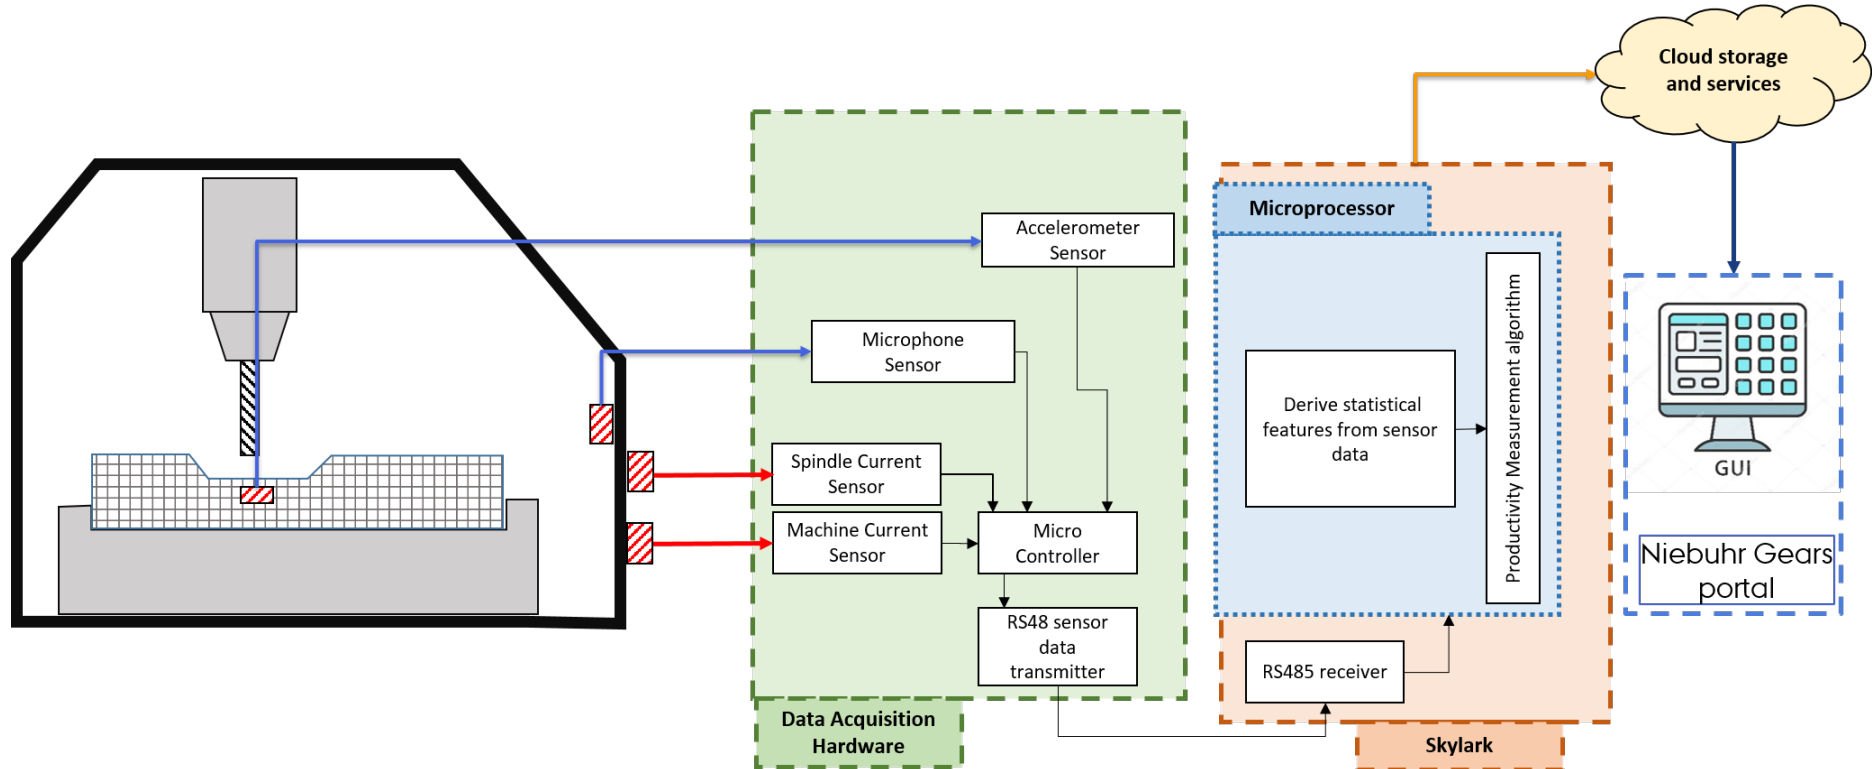 Cloud storage
and services
Microprocessor
Accelerometer
Sensor
Microphone
Sensor
Spindle Current
Sensor
Machine Current
Sensor
Micro
Controller
RS48 sensor
data
transmitter
Data Acquisition
Hardware
Derive statistical
features from sensor
data
Productivity Measurement algorithm
RS485 receiver
Skylark
GUI
Niebuhr Gears
portal